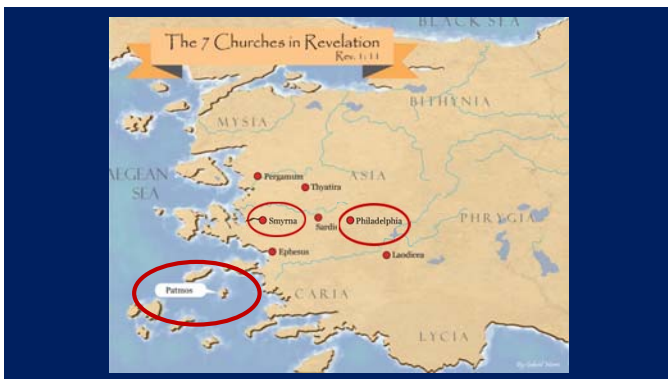 BLACK SEA
The 7 Churches in Revelation
Rev. 1:11
BITHYNIA
MYSIA
AEGEAN
SEA
Pergamum
ASIA
Thyatira
Smyrna
Sardis
Philadelphia
PHRYGIA
Ephesus
Laodicea
Patmos
CARIA
LYCIA